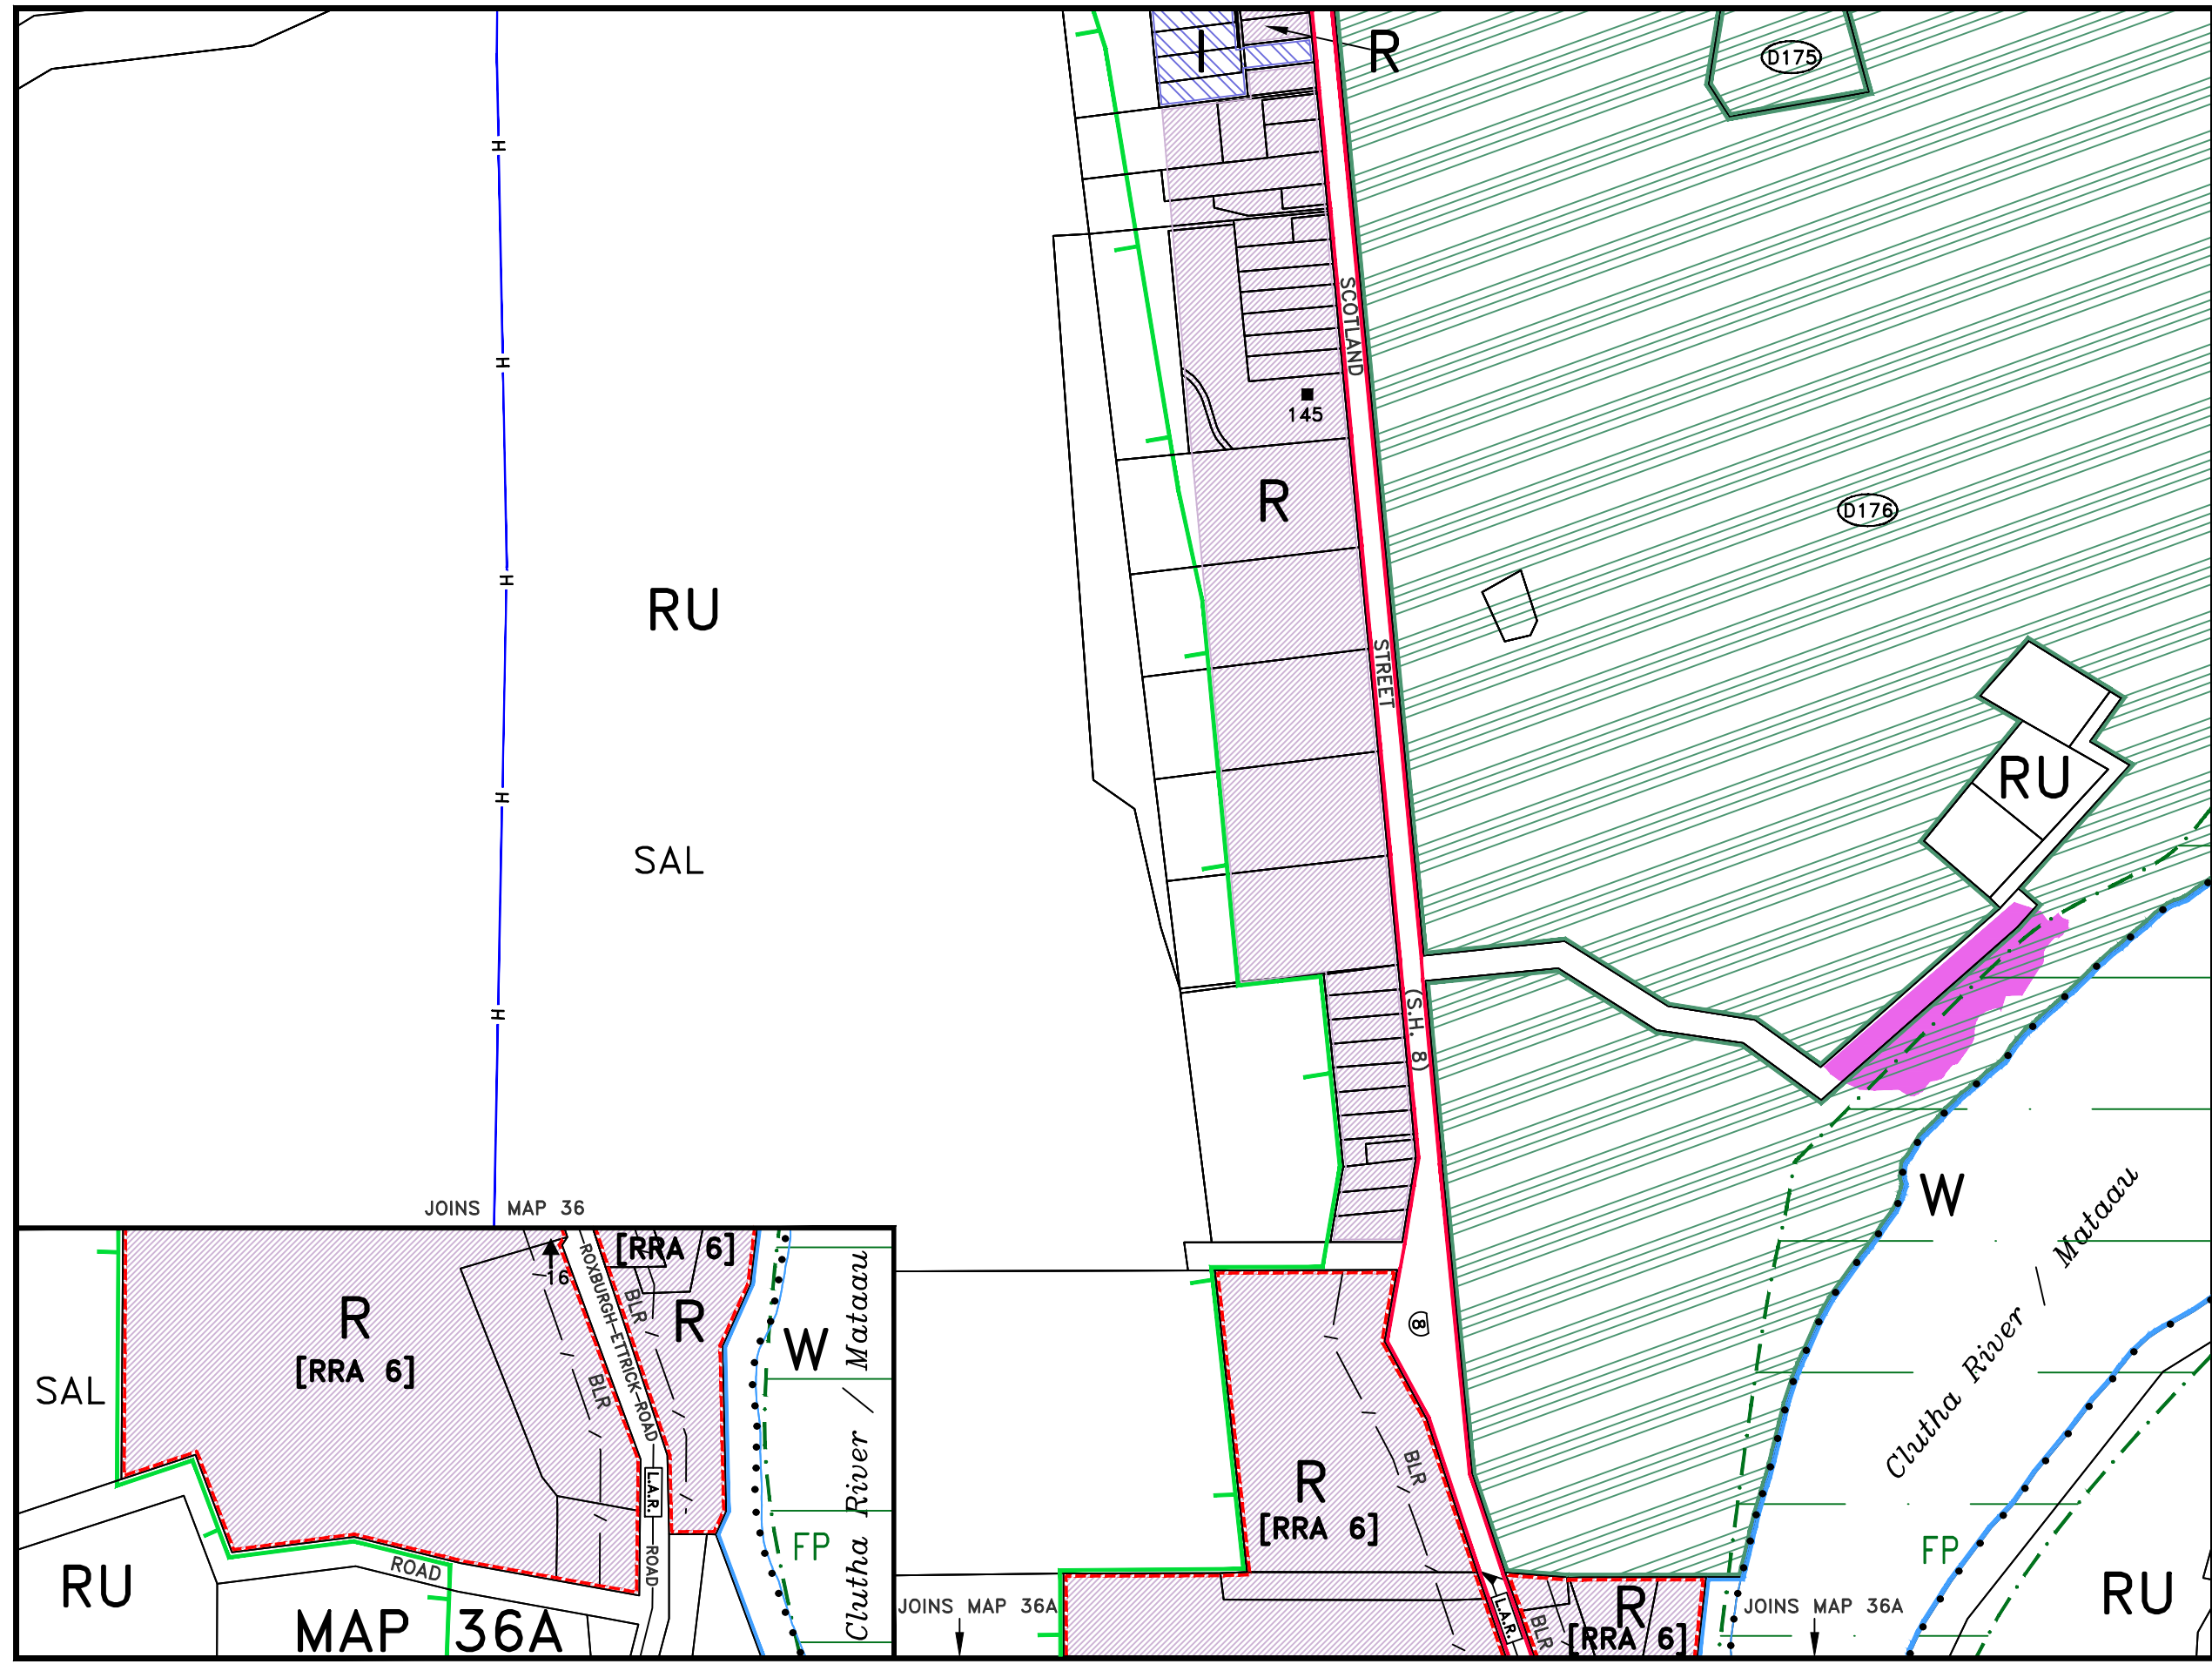 I
R
D175
H
H
SCOTLAND
145
R
D176
H
RU
STREET
RU
H
SAL
(S.H. 8)
H
W
Clutha River / Mataau
JOINS MAP 36
[RRA 6]
16
ROXBURGH-ETTRICK-ROAD
BLR
R
R
W
[RRA 6]
SAL
BLR
Clutha River / Mataau
L.A.R.
FP
ROAD
ROAD
RU
MAP 36A
8
BLR
R
[RRA 6]
FP
JOINS MAP 36A
L.A.R.
BLR
R
[RRA 6]
JOINS MAP 36A
RU